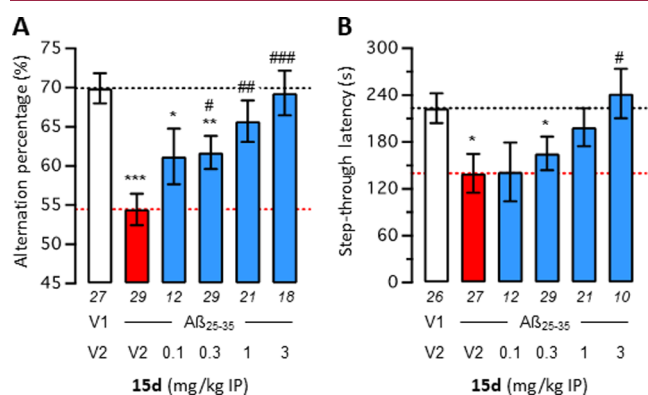 A
B
Alternation percentage (%)
75
70
65
60
55
50
45
***
*
#
**
##
###
27 29 12 29 21 18
V1 Aß25-35
V2 V2 0.1 0.3 1 3
15d (mg/kg IP)
Step-through latency (s)
300
240
180
120
60
0
*
*
#
26 27 12 29 21 10
V1 Aß25-35
V2 V2 0.1 0.3 1 3
15d (mg/kg IP)